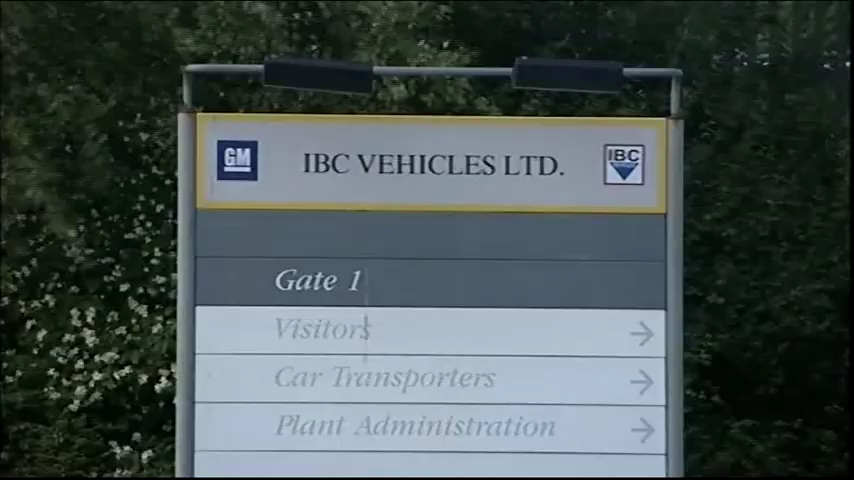 GM IBC VEHICLES LTD. IBC
Gate 1
Visitors →
Car Transporters →
Plant Administration →